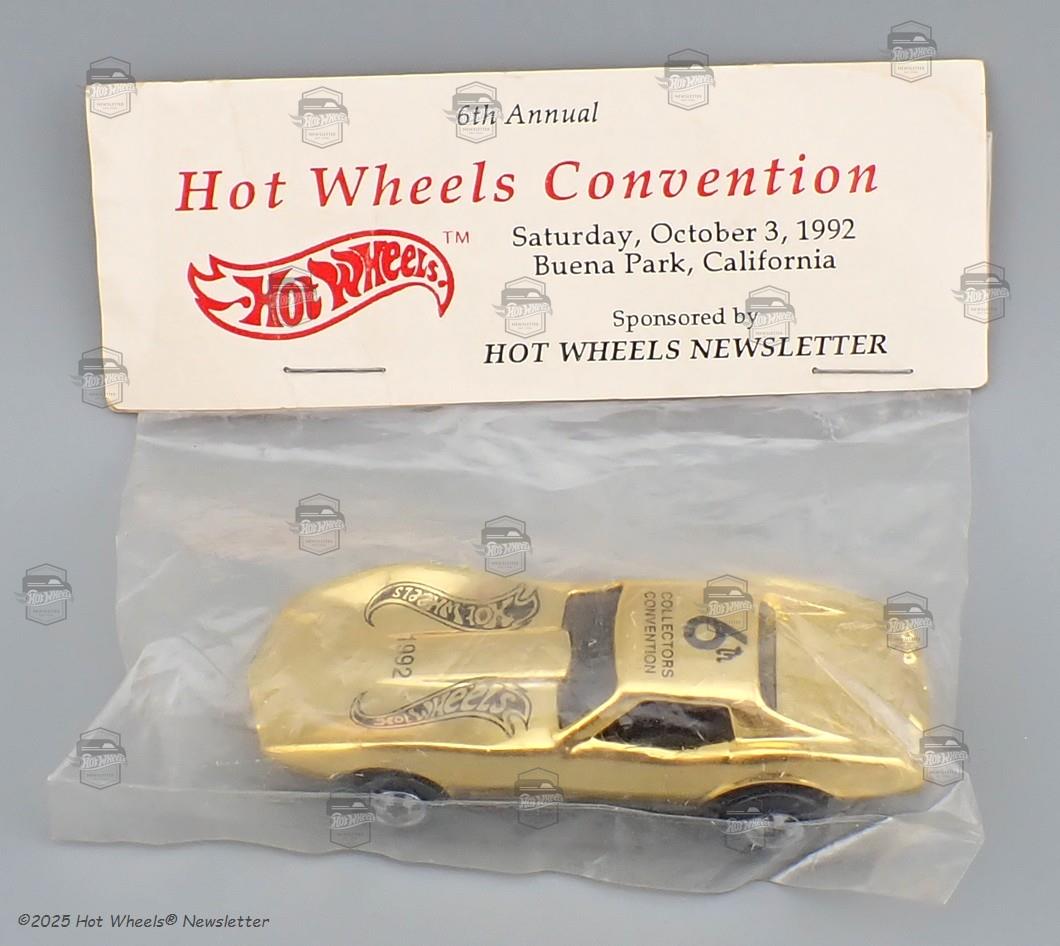 6th Annual
Hot Wheels Convention
Hot Wheels. TM
Saturday, October 3, 1992
Buena Park, California
Sponsored by
HOT WHEELS NEWSLETTER
Hot Wheels
1992
Hot Wheels
6th
COLLECTORS
CONVENTION
©2025 Hot Wheels® Newsletter